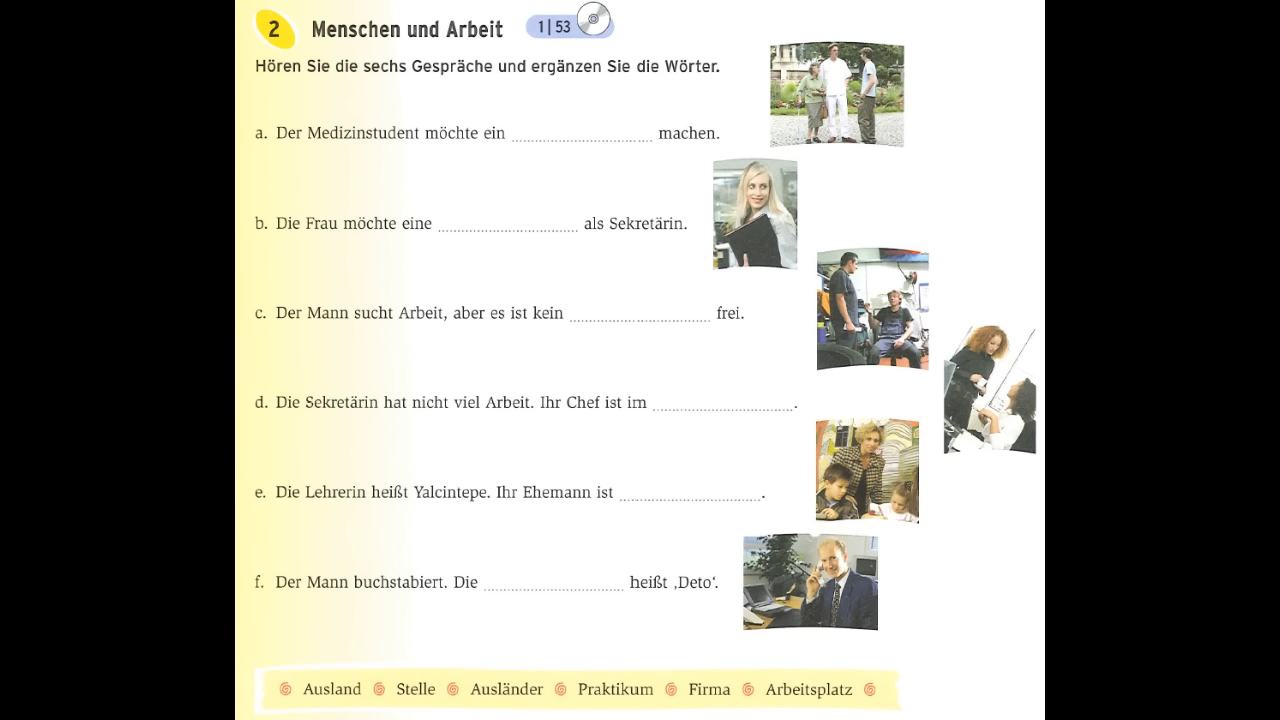 2 Menschen und Arbeit 1|53
Hören Sie die sechs Gespräche und ergänzen Sie die Wörter.
a. Der Medizinstudent möchte ein ................................ machen.
b. Die Frau möchte eine ................................ als Sekretärin.
c. Der Mann sucht Arbeit, aber es ist kein ................................ frei.
d. Die Sekretärin hat nicht viel Arbeit. Ihr Chef ist im ................................ .
e. Die Lehrerin heißt Yalcintepe. Ihr Ehemann ist ................................ .
f. Der Mann buchstabiert. Die ................................ heißt ‚Deto‘.
Ausland Stelle Ausländer Praktikum Firma Arbeitsplatz